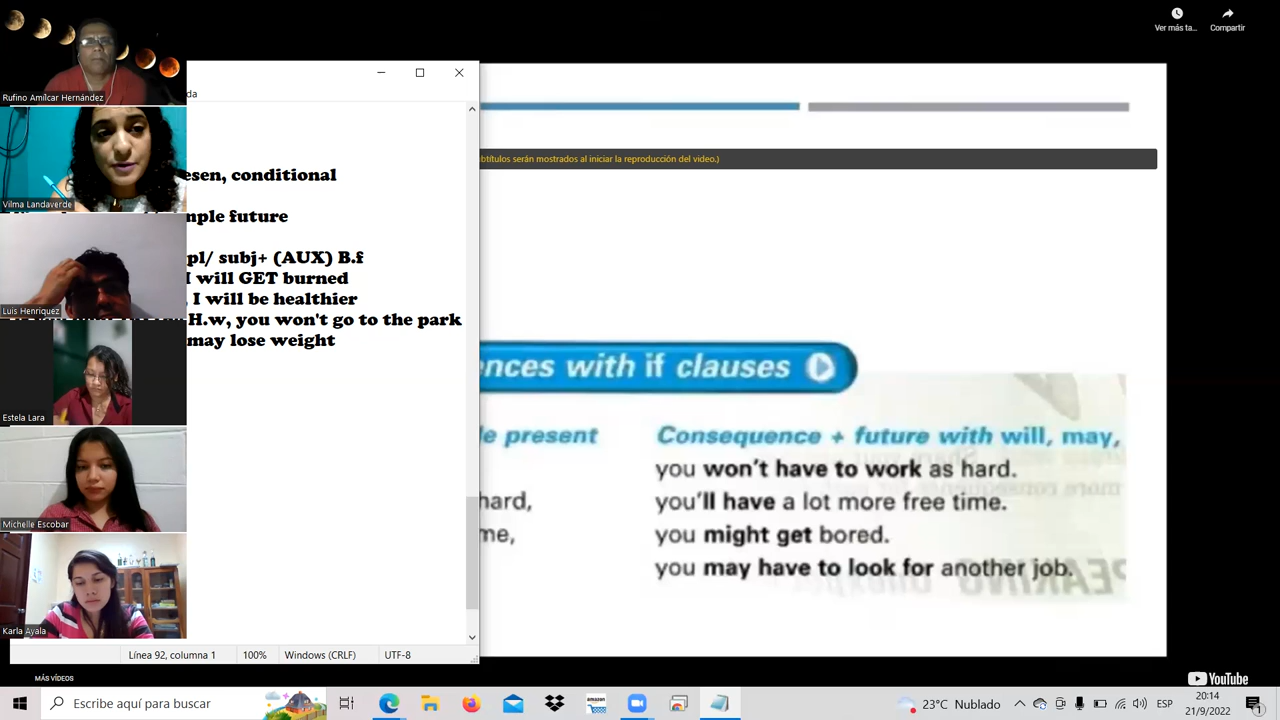 Ver más ta...
Compartir
Rufino Amílcar Hernández
da
btítulos serán mostrados al iniciar la reproducción del video.)
esen, conditional
Vilma Landaverde
mple future
pl/ subj+ (AUX) B.f
I will GET burned
, I will be healthier
Luis Henriquez
H.w, you won't go to the park
may lose weight
nces with if clauses
Estela Lara
e present
Consequence + future with will, may,
you won't have to work as hard.
hard,
you'll have a lot more free time.
me,
you might get bored.
you may have to look for another job.
Michelle Escobar
Karla Ayala
Línea 92, columna 1
100%
Windows (CRLF)
UTF-8
MÁS VÍDEOS
YouTube
Escribe aquí para buscar
amazon
23°C Nublado
ESP
20:14
21/9/2022
1